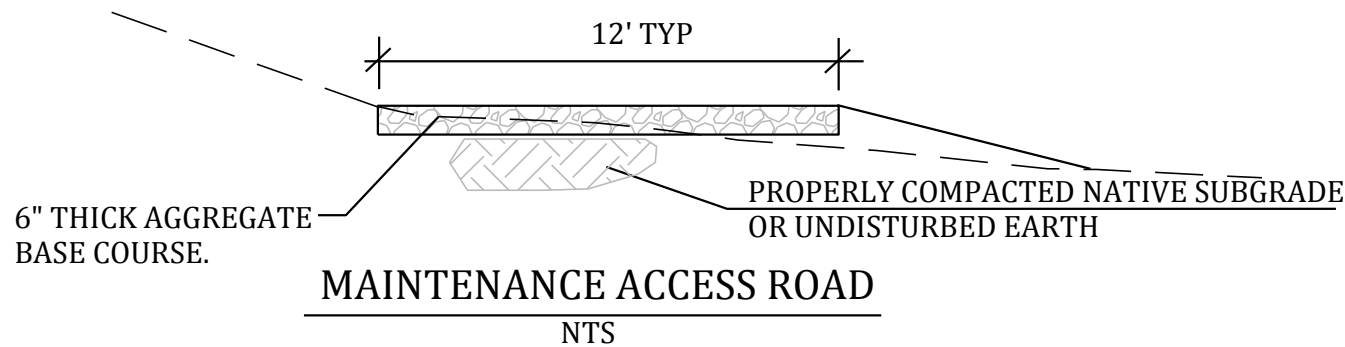 12' TYP
6" THICK AGGREGATE
BASE COURSE.
PROPERLY COMPACTED NATIVE SUBGRADE
OR UNDISTURBED EARTH
MAINTENANCE ACCESS ROAD
NTS